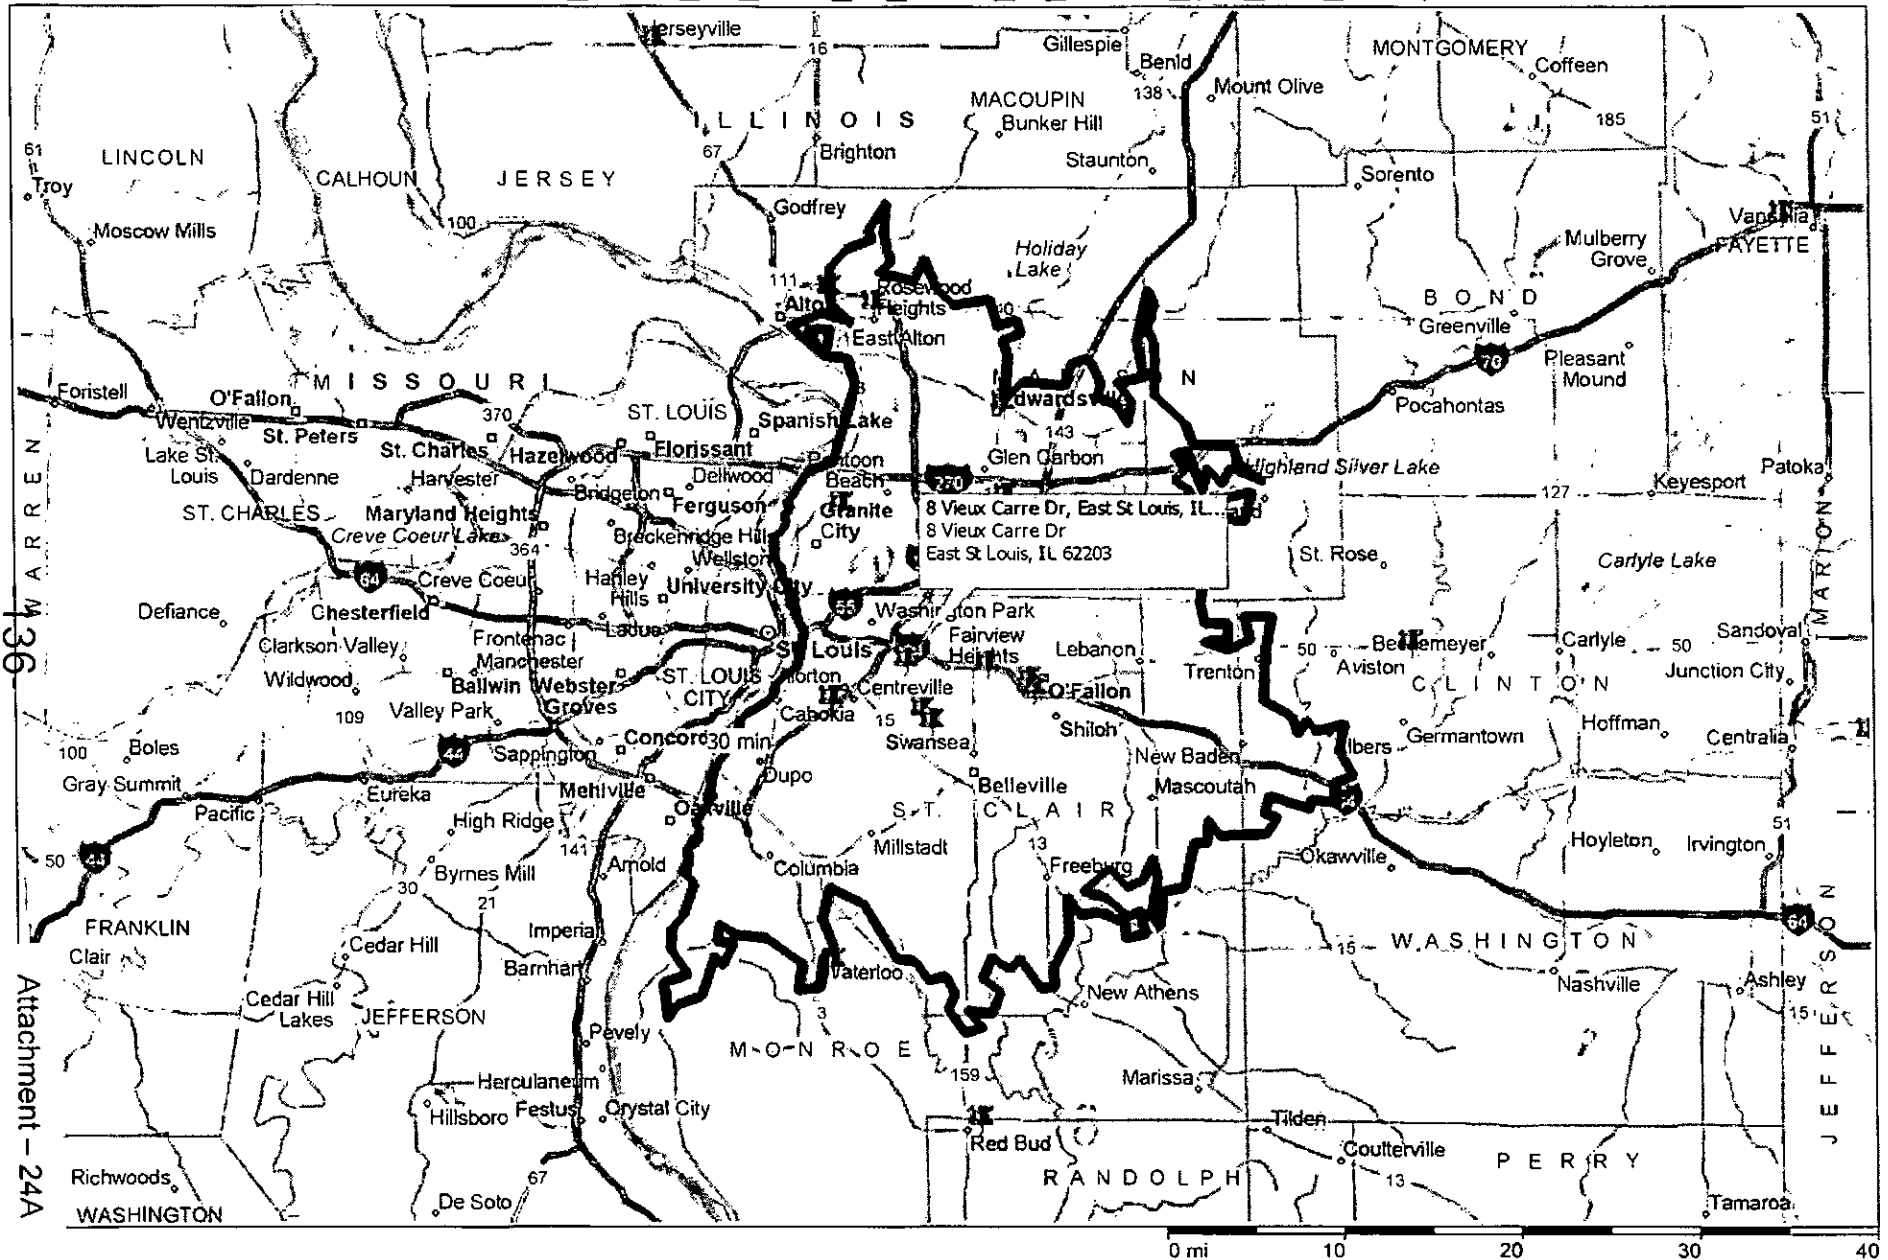 erseyville
16
Gillespie
MONTGOMERY
Coffeen
Benld
138
Mount Olive
MACOUPIN
Bunker Hill
185
51
ILLINOIS
61
LINCOLN
67
Brighton
Staunton
Sorento
CALHOUN
JERSEY
Troy
Godfrey
Moscow Mills
100
Holiday
Lake
Mulberry
Grove
FAYETTE
111
Alto
Rosewood
Heights
BOND
Greenville
East Alton
70
Pleasant
Mound
MISSOURI
N
Foristell
O'Fallon
370
ST. LOUIS
Spanish Lake
Edwardsville
Pocahontas
Wentzville
St. Peters
St. Charles
Hazelwood
Florissant
143
Glen Carbon
Lake St.
Louis
Dardenne
Harvester
Dellwood
Pontoon
Beach
270
Highland Silver Lake
Patoka
Bridgeton
Ferguson
Granite
City
127
Keyesport
ST. CHARLES
Maryland Heights
Creve Coeur Lake
364
Breckenridge Hill
Wellston
8 Vieux Carre Dr, East St Louis, IL...
8 Vieux Carre Dr
East St Louis, IL 62203
St. Rose
Carlyle Lake
WARREN
MARION
64
Creve Coeur
Hanley
Hills
University City
Chesterfield
55
Washington Park
Defiance
Frontenac
Ladue
St. Louis
Fairview
Heights
Lebanon
Trenton
50
Beckemeyer
Aviston
Carlyle
50
Sandoval
Junction City
Clarkson Valley
Manchester
Wildwood
Ballwin
Webster
Groves
ST. LOUIS
CITY
Centreville
O'Fallon
CLINTON
109
Valley Park
Cahokia
15
Swansea
Shiloh
Germantown
Hoffman
Centralia
100
Boles
44
Sappington
Concord
30 min
New Baden
lbers
Gray Summit
Pacific
Eureka
Mehlville
Dupo
Belleville
Mascoutah
Oakville
ST. CLAIR
High Ridge
141
Millstadt
13
51
50
44
Hoyleton
Irvington
Okawville
Byrnes Mill
Arnold
Columbia
Freeburg
30
21
FRANKLIN
Imperial
64
Clair
Cedar Hill
15
WASHINGTON
JEFFERSON
Barnhart
Waterloo
Nashville
Ashley
Cedar Hill
Lakes
JEFFERSON
New Athens
3
15
Pevely
MONROE
159
Marissa
Herculaneum
Hillsboro
Festus
Crystal City
Red Bud
Tilden
Coulterville
PERRY
Richwoods
67
RANDOLPH
13
De Soto
WASHINGTON
Tamaroa
0 mi
10
20
30
40
136
Attachment – 24A